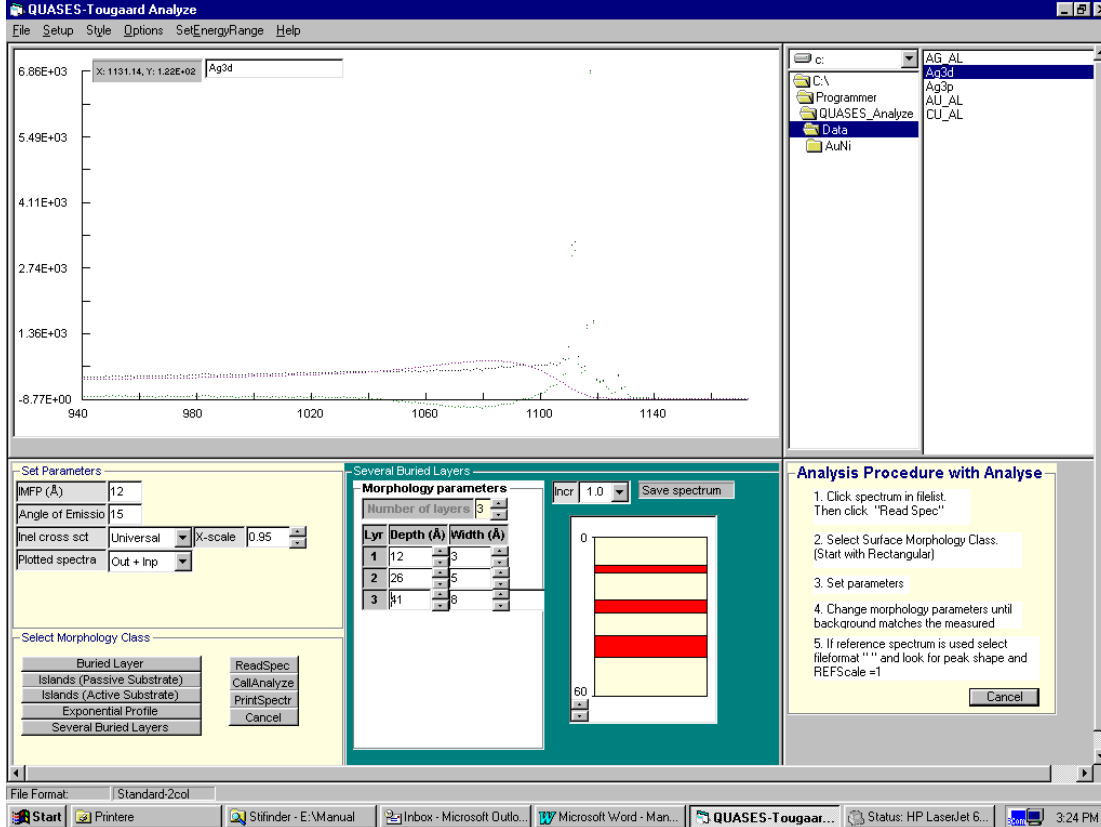 QUASES-Tougaard Analyze
File Setup Style Options SetEnergyRange Help
X: 1131.14, Y: 1.22E+02 Ag3d
6.86E+03
5.49E+03
4.11E+03
2.74E+03
1.36E+03
-8.77E+00
940 980 1020 1060 1100 1140
c:
C:\
Programmer
QUASES_Analyze
Data
AuNi
AG_AL
Ag3d
Ag3p
AU_AL
CU_AL
Set Parameters
IMFP (Å) 12
Angle of Emissio 15
Inel cross sct Universal X-scale 0.95
Plotted spectra Out + Inp
Select Morphology Class
Buried Layer
Islands (Passive Substrate)
Islands (Active Substrate)
Exponential Profile
Several Buried Layers
ReadSpec
CallAnalyze
PrintSpectr
Cancel
Several Buried Layers
Morphology parameters
Number of layers 3
Lyr Depth (Å) Width (Å)
1 12 3
2 26 5
3 41 8
Incr 1.0 Save spectrum
0
60
Analysis Procedure with Analyse
1. Click spectrum in filelist.
Then click "Read Spec"
2. Select Surface Morphology Class.
(Start with Rectangular)
3. Set parameters
4. Change morphology parameters until
background matches the measured
5. If reference spectrum is used select
fileformat " " and look for peak shape and
REFScale =1
Cancel
File Format: Standard-2col
Start Printere Stifinder - E:\Manual Inbox - Microsoft Outlo... Microsoft Word - Man... QUASES-Tougaar... Status: HP LaserJet 6... 3:24 PM